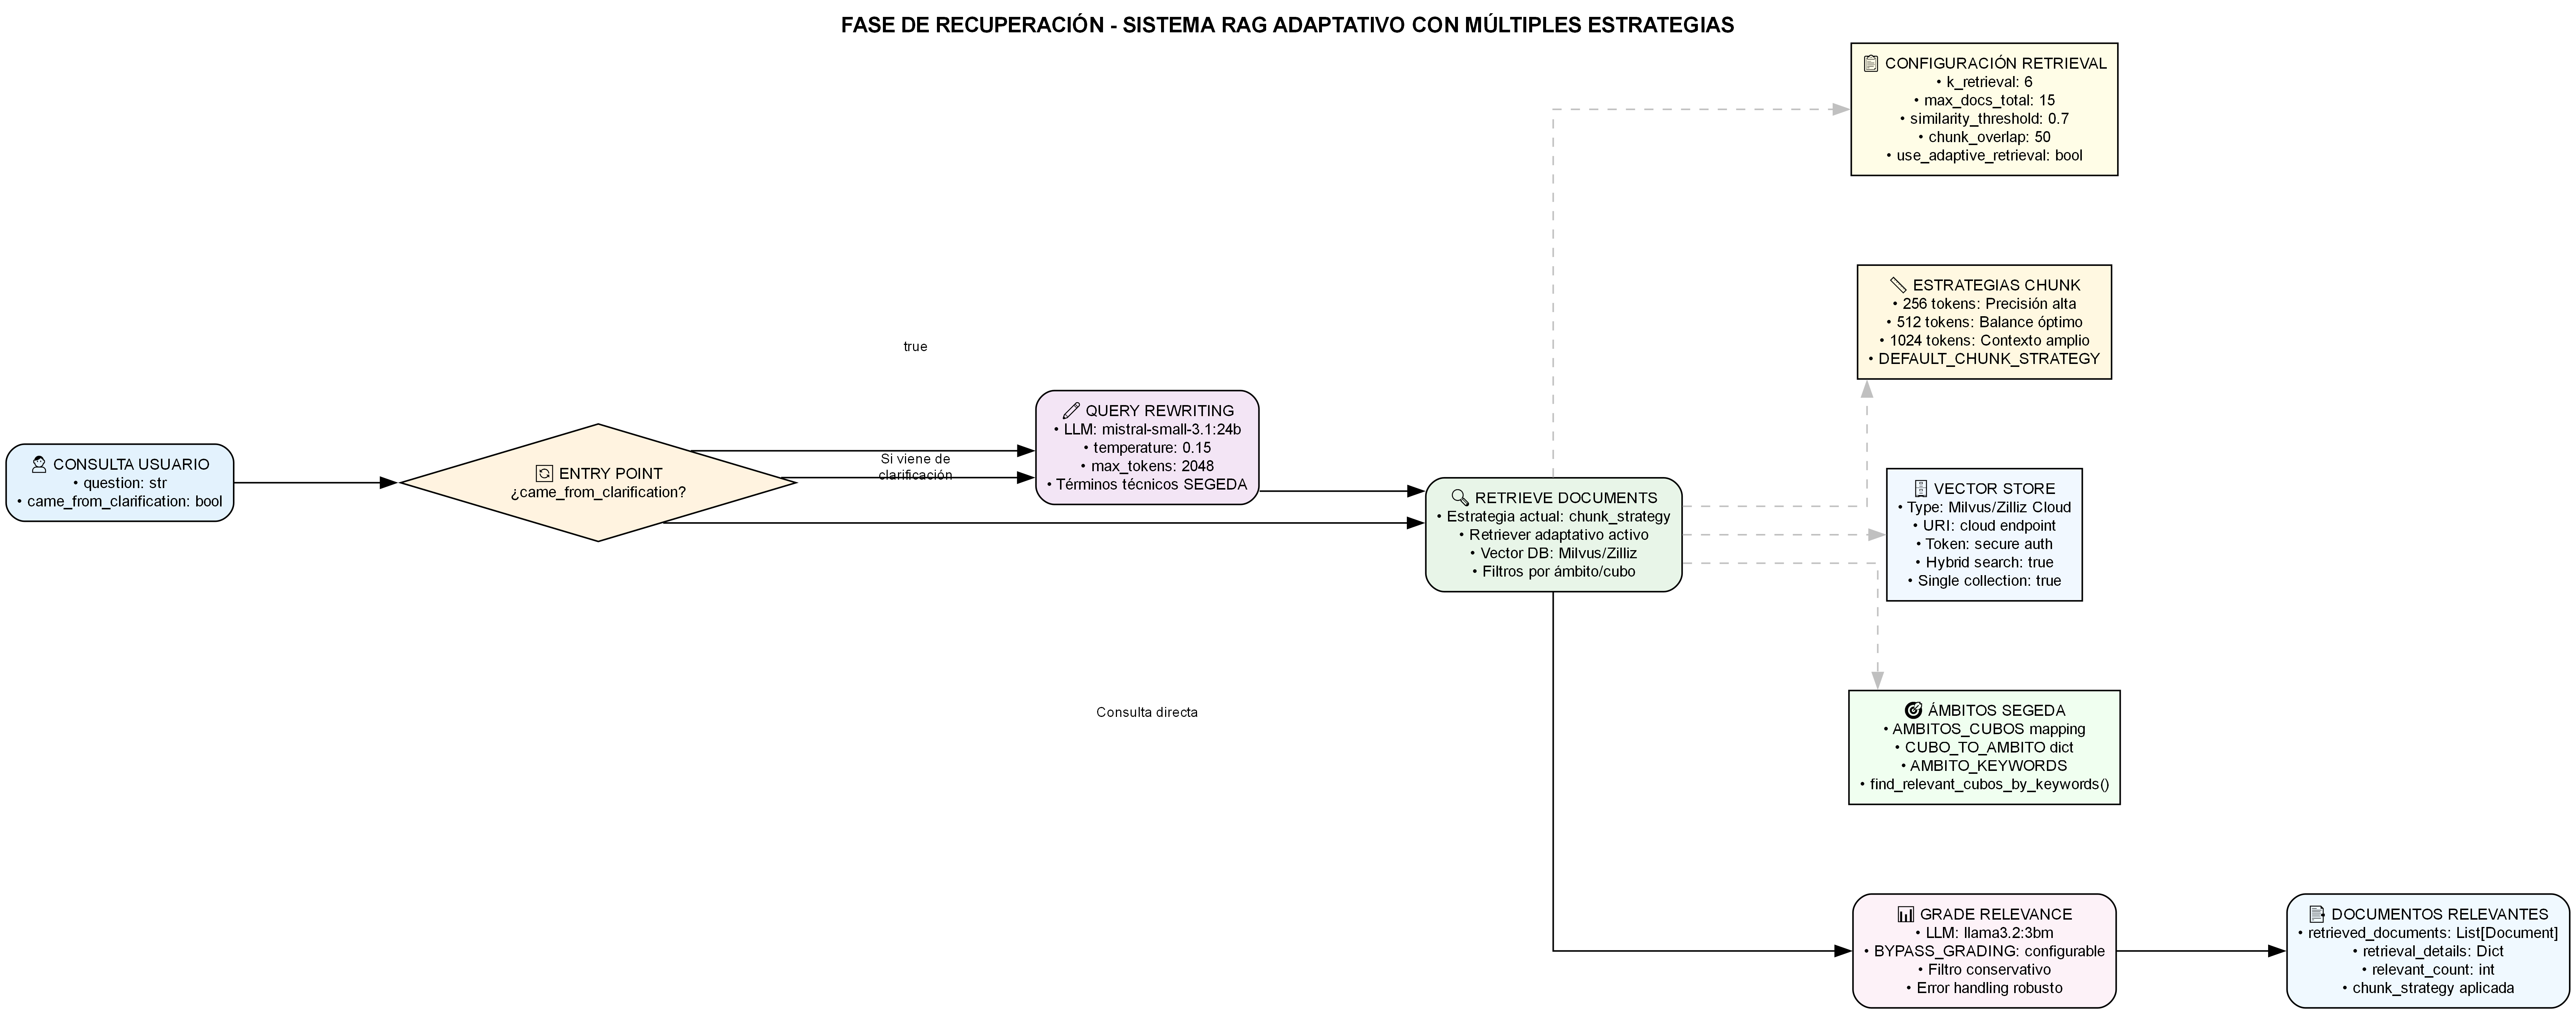 FASE DE RECUPERACIÓN - SISTEMA RAG ADAPTATIVO CON MÚLTIPLES ESTRATEGIAS
CONSULTA USUARIO
• question: str
• came_from_clarification: bool
ENTRY POINT
¿came_from_clarification?
true
Si viene de
clarificación
Consulta directa
QUERY REWRITING
• LLM: mistral-small-3.1:24b
• temperature: 0.15
• max_tokens: 2048
• Términos técnicos SEGEDA
RETRIEVE DOCUMENTS
• Estrategia actual: chunk_strategy
• Retriever adaptativo activo
• Vector DB: Milvus/Zilliz
• Filtros por ámbito/cubo
CONFIGURACIÓN RETRIEVAL
• k_retrieval: 6
• max_docs_total: 15
• similarity_threshold: 0.7
• chunk_overlap: 50
• use_adaptive_retrieval: bool
ESTRATEGIAS CHUNK
• 256 tokens: Precisión alta
• 512 tokens: Balance óptimo
• 1024 tokens: Contexto amplio
• DEFAULT_CHUNK_STRATEGY
VECTOR STORE
• Type: Milvus/Zilliz Cloud
• URI: cloud endpoint
• Token: secure auth
• Hybrid search: true
• Single collection: true
ÁMBITOS SEGEDA
• AMBITOS_CUBOS mapping
• CUBO_TO_AMBITO dict
• AMBITO_KEYWORDS
• find_relevant_cubos_by_keywords()
GRADE RELEVANCE
• LLM: llama3.2:3bm
• BYPASS_GRADING: configurable
• Filtro conservativo
• Error handling robusto
DOCUMENTOS RELEVANTES
• retrieved_documents: List[Document]
• retrieval_details: Dict
• relevant_count: int
• chunk_strategy aplicada